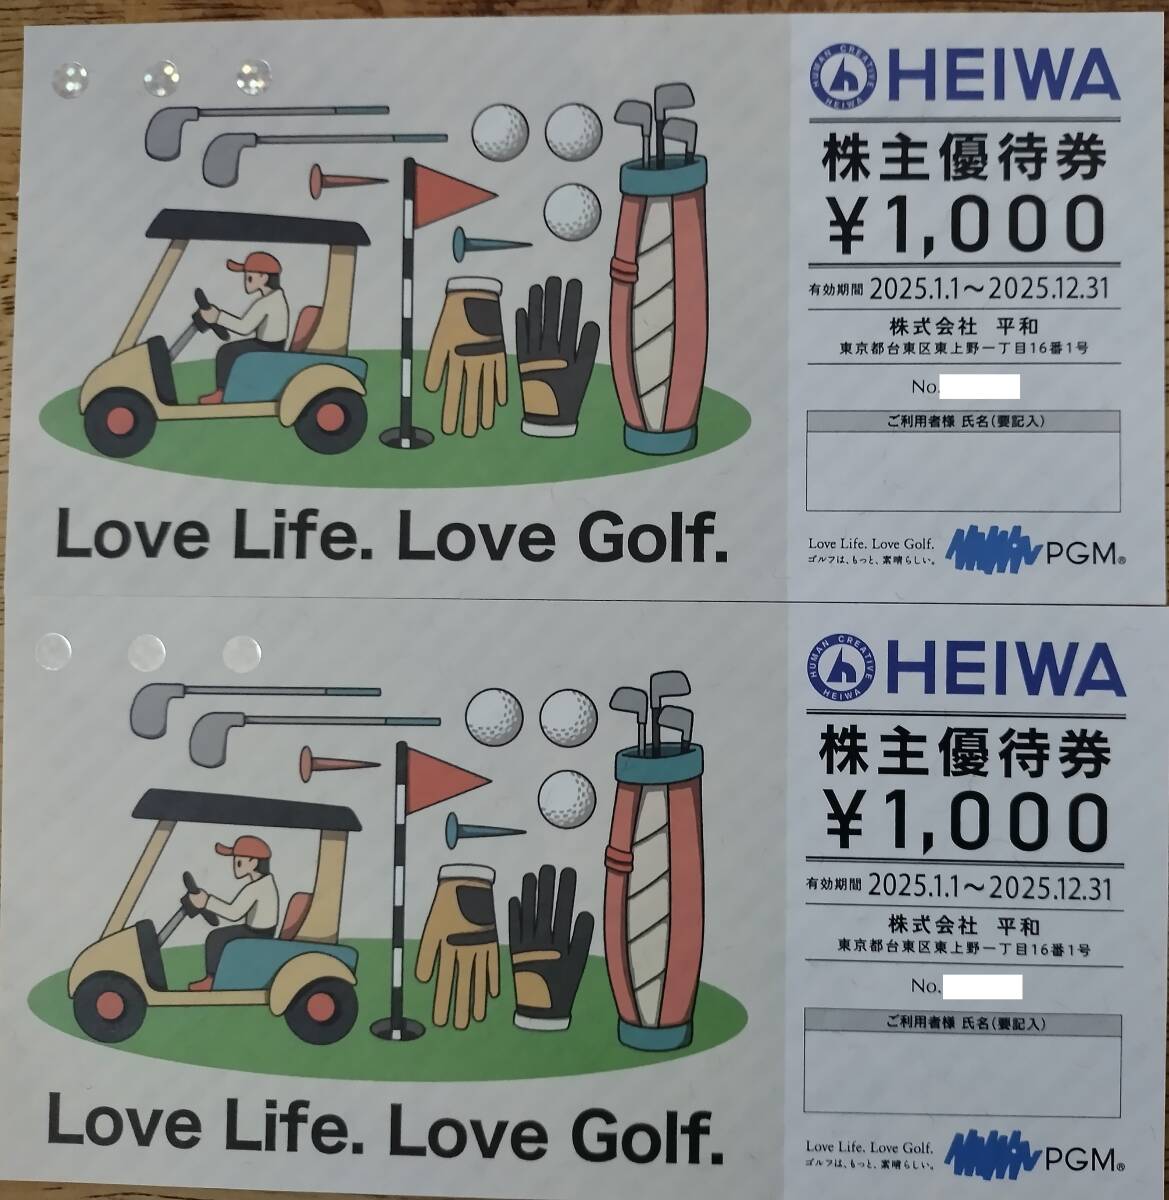 HUMAN CREATIVE
HEIWA
HEIWA
株主優待券
¥1,000
有効期間 2025.1.1～2025.12.31
株式会社 平和
東京都台東区東上野一丁目16番1号
No.
ご利用者様 氏名(要記入)
Love Life. Love Golf.
Love Life. Love Golf.
ゴルフは、もっと、素晴らしい。
PGM®
HUMAN CREATIVE
HEIWA
HEIWA
株主優待券
¥1,000
有効期間 2025.1.1～2025.12.31
株式会社 平和
東京都台東区東上野一丁目16番1号
No.
ご利用者様 氏名(要記入)
Love Life. Love Golf.
Love Life. Love Golf.
ゴルフは、もっと、素晴らしい。
PGM®